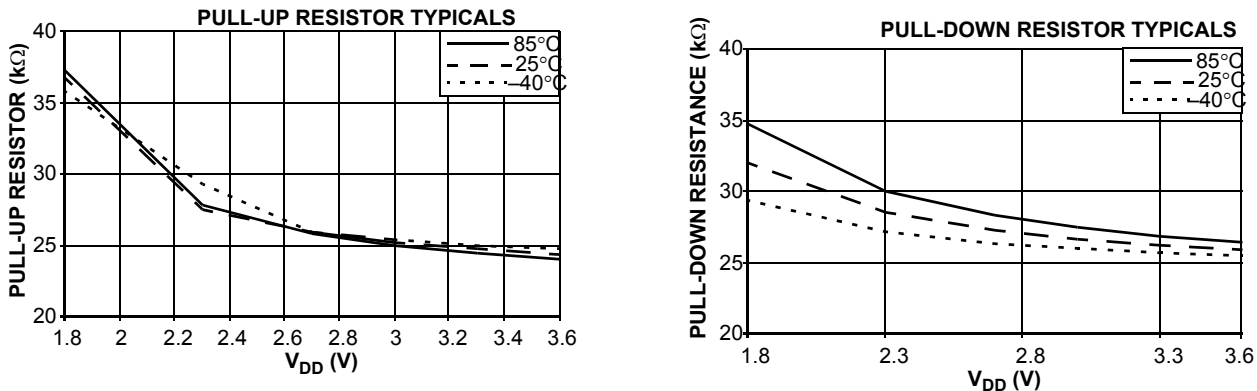 PULL-UP RESISTOR TYPICALS
PULL-UP RESISTOR (kΩ)
40
35
30
25
20
85°C
25°C
–40°C
1.8 2 2.2 2.4 2.6 2.8 3 3.2 3.4 3.6
VDD (V)
PULL-DOWN RESISTOR TYPICALS
PULL-DOWN RESISTANCE (kΩ)
40
35
30
25
20
85°C
25°C
–40°C
1.8 2.3 2.8 3.3 3.6
VDD (V)